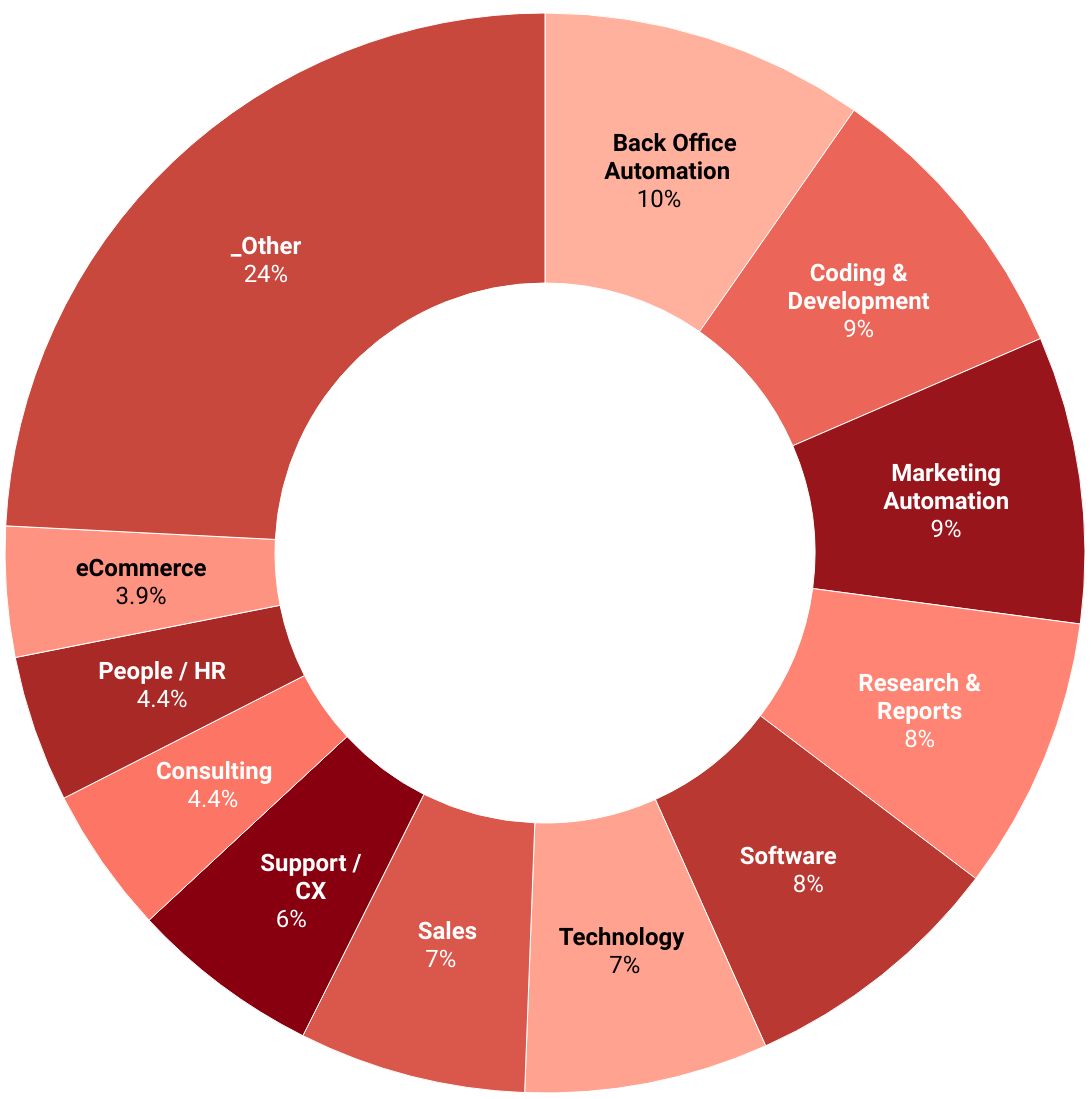 Back Office
Automation
10%
Coding &
Development
9%
Marketing
Automation
9%
Research &
Reports
8%
Software
8%
Technology
7%
Sales
7%
Support /
CX
6%
Consulting
4.4%
People / HR
4.4%
eCommerce
3.9%
_Other
24%